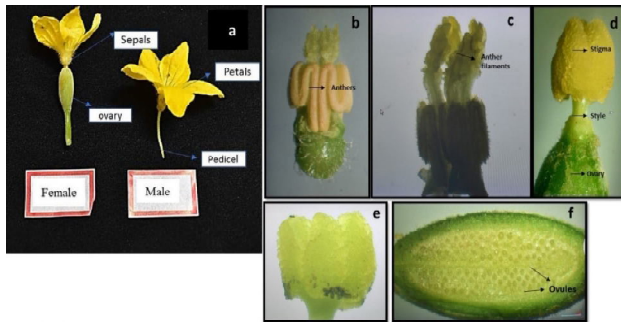 a
Sepals
Petals
ovary
Pedicel
Female
Male
b
Anthers
c
Anther
filaments
d
Stigma
Style
Ovary
e
f
Ovules